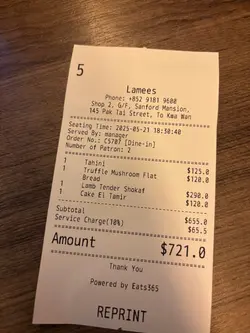 5
Lamees
Phone: +852 9181 9600
Shop 2, G/F, Sanford Mansion,
145 Pak Tai Street, To Kwa Wan
Seating Time: 2025-05-21 18:58:40
Served By: manager
Order No.: C5707 [Dine-in]
Number of Patron: 2
1 Tahini $125.0
1 Truffle Mushroom Flat $120.0
Bread
1 Lamb Tender Shokaf $290.0
1 Cake El Tamir $120.0
Subtotal $655.0
Service Charge(10%) $65.5
Amount $721.0
Thank You
Powered by Eats365
REPRINT